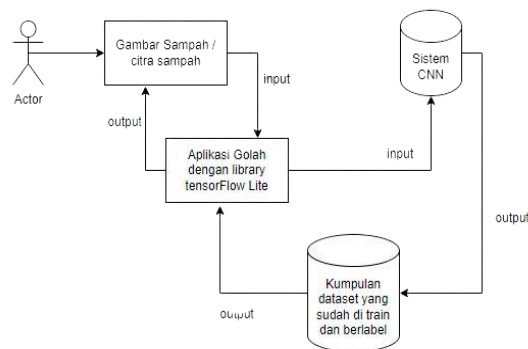 Gambar Sampah /
citra sampah
Sistem
CNN
Actor
input
output
Aplikasi Golah
dengan library
tensorFlow Lite
input
output
Kumpulan
dataset yang
sudah di train
dan berlabel
output